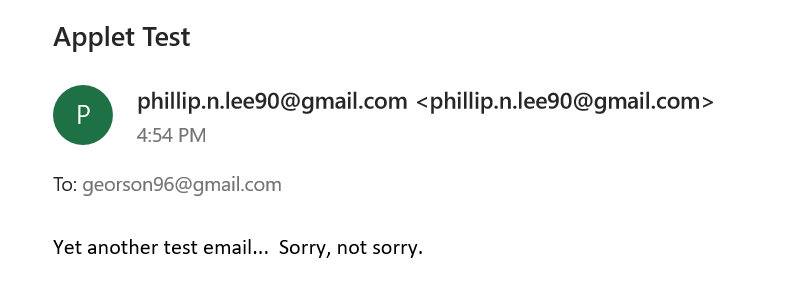 Applet Test
P
phillip.n.lee90@gmail.com <phillip.n.lee90@gmail.com>
4:54 PM
To: georson96@gmail.com
Yet another test email...  Sorry, not sorry.